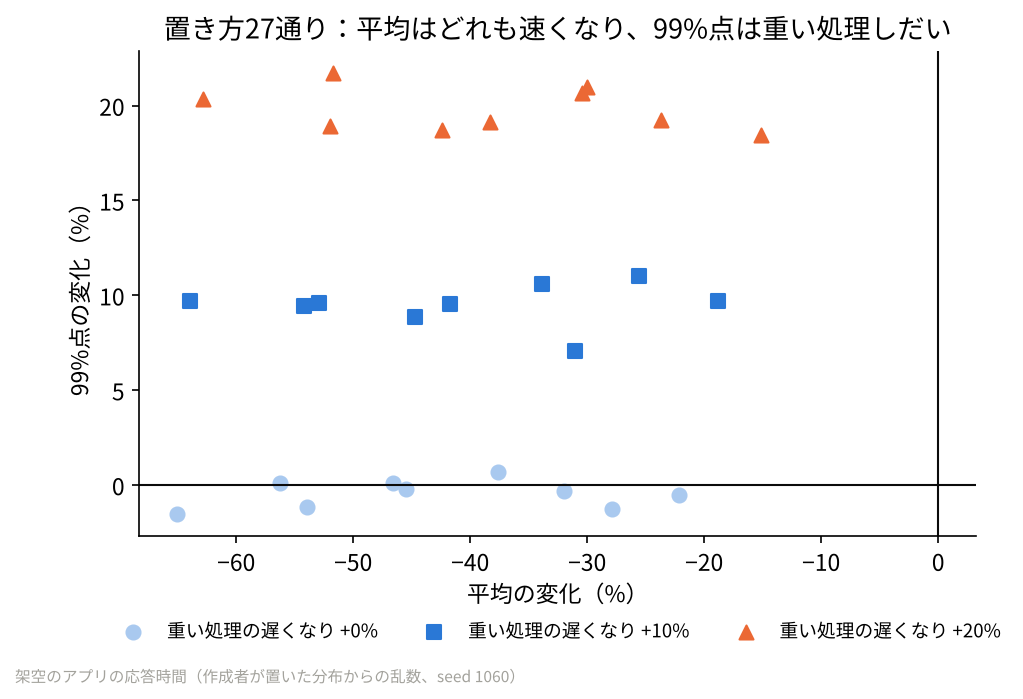 置き方27通り：平均はどれも速くなり、99%点は重い処理しだい
99%点の変化（%）
20
15
10
5
0
−60
−50
−40
−30
−20
−10
0
平均の変化（%）
重い処理の遅くなり +0%
重い処理の遅くなり +10%
重い処理の遅くなり +20%
架空のアプリの応答時間（作成者が置いた分布からの乱数、seed 1060）